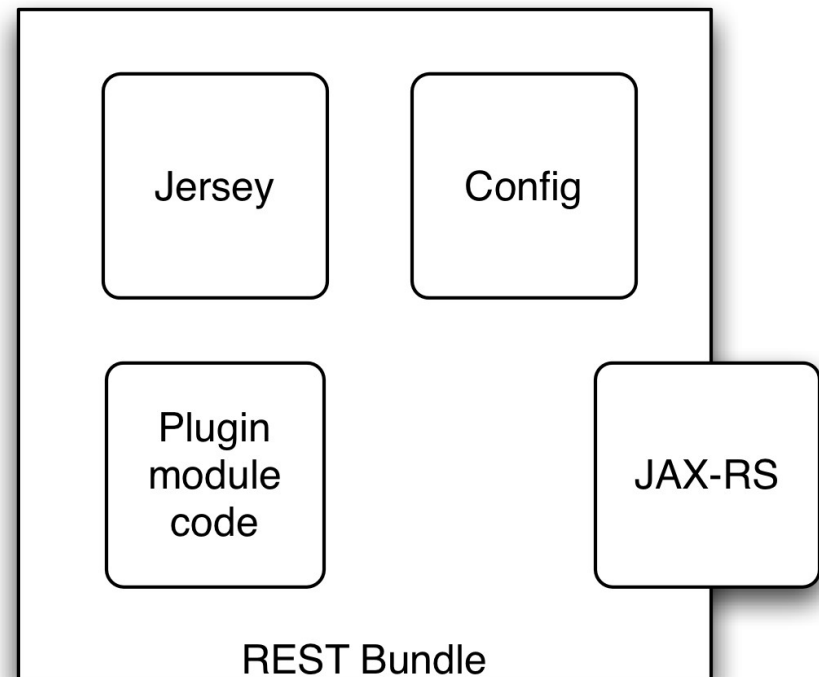 Jersey
Config
Plugin
module
code
JAX-RS
REST Bundle